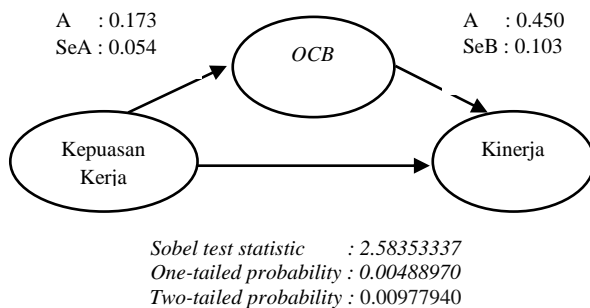 A : 0.173
SeA : 0.054
A : 0.450
SeB : 0.103
OCB
Kepuasan
Kerja
Kinerja
Sobel test statistic : 2.58353337
One-tailed probability : 0.00488970
Two-tailed probability : 0.00977940